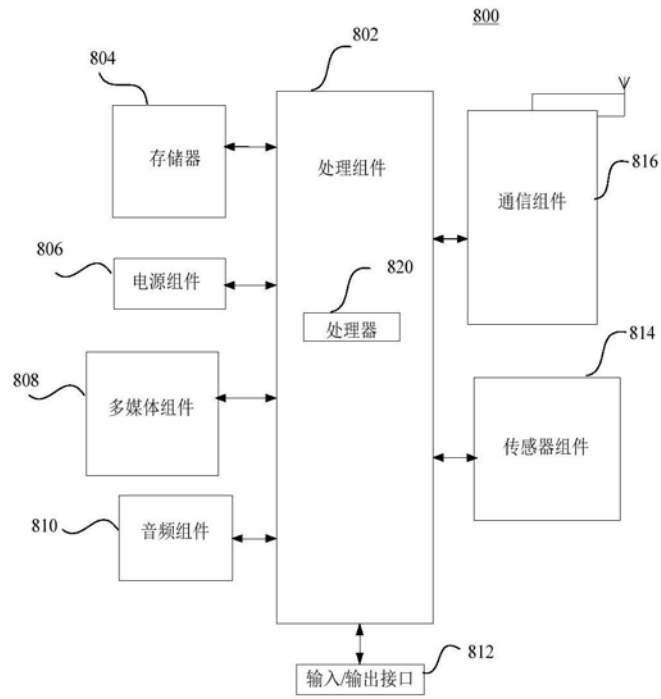 800
802
804
存储器
处理组件
816
通信组件
806
电源组件
820
处理器
814
808
多媒体组件
传感器组件
810
音频组件
812
输入/输出接口